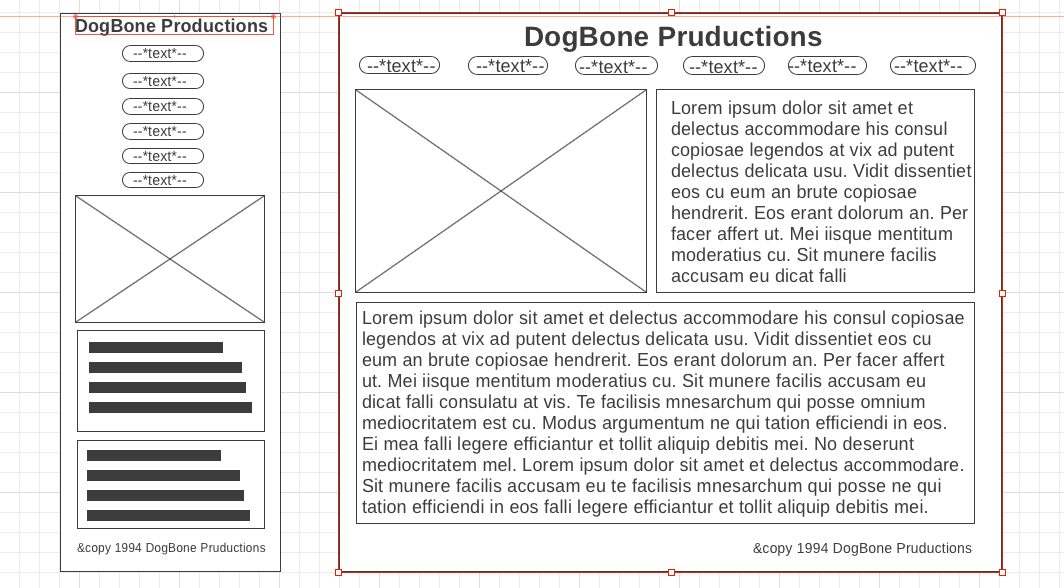 DogBone Productions
--*text*--
--*text*--
--*text*--
--*text*--
--*text*--
--*text*--
&copy 1994 DogBone Pruductions
DogBone Pruductions
--*text*-- --*text*-- --*text*-- --*text*-- --*text*-- --*text*--
Lorem ipsum dolor sit amet et
delectus accommodare his consul
copiosae legendos at vix ad putent
delectus delicata usu. Vidit dissentiet
eos cu eum an brute copiosae
hendrerit. Eos erant dolorum an. Per
facer affert ut. Mei iisque mentitum
moderatius cu. Sit munere facilis
accusam eu dicat falli
Lorem ipsum dolor sit amet et delectus accommodare his consul copiosae
legendos at vix ad putent delectus delicata usu. Vidit dissentiet eos cu
eum an brute copiosae hendrerit. Eos erant dolorum an. Per facer affert
ut. Mei iisque mentitum moderatius cu. Sit munere facilis accusam eu
dicat falli consulatu at vis. Te facilisis mnesarchum qui posse omnium
mediocritatem est cu. Modus argumentum ne qui tation efficiendi in eos.
Ei mea falli legere efficiantur et tollit aliquip debitis mei. No deserunt
mediocritatem mel. Lorem ipsum dolor sit amet et delectus accommodare.
Sit munere facilis accusam eu te facilisis mnesarchum qui posse ne qui
tation efficiendi in eos falli legere efficiantur et tollit aliquip debitis mei.
&copy 1994 DogBone Pruductions